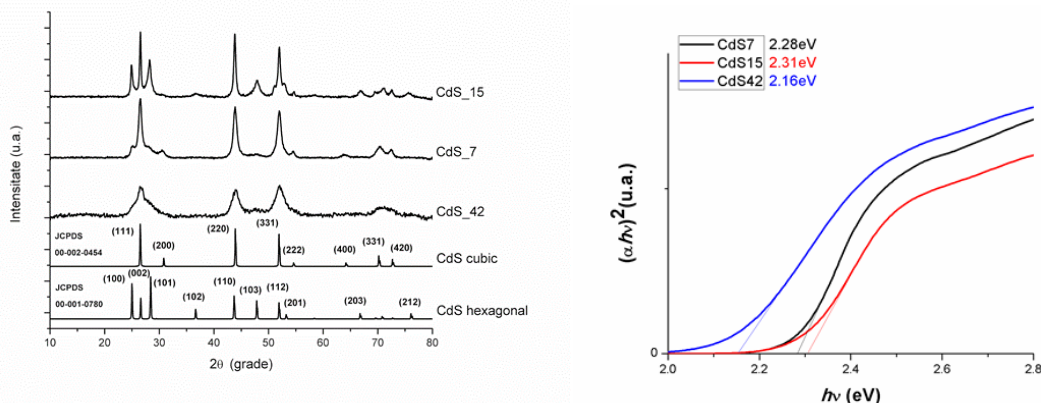 CdS_15
CdS_7
CdS_42
JCPDS
00-002-0454
(111)
(200)
(220)
(331)
(222)
(400)
(331)
(420)
CdS cubic
JCPDS
00-001-0780
(100)
(002)
(101)
(102)
(110)
(103)
(112)
(201)
(203)
(212)
CdS hexagonal
Intensitate (u.a.)
10 20 30 40 50 60 70 80
2θ (grade)
CdS7 2.28eV
CdS15 2.31eV
CdS42 2.16eV
(αhν)²(u.a.)
0
2.0 2.2 2.4 2.6 2.8
hν (eV)